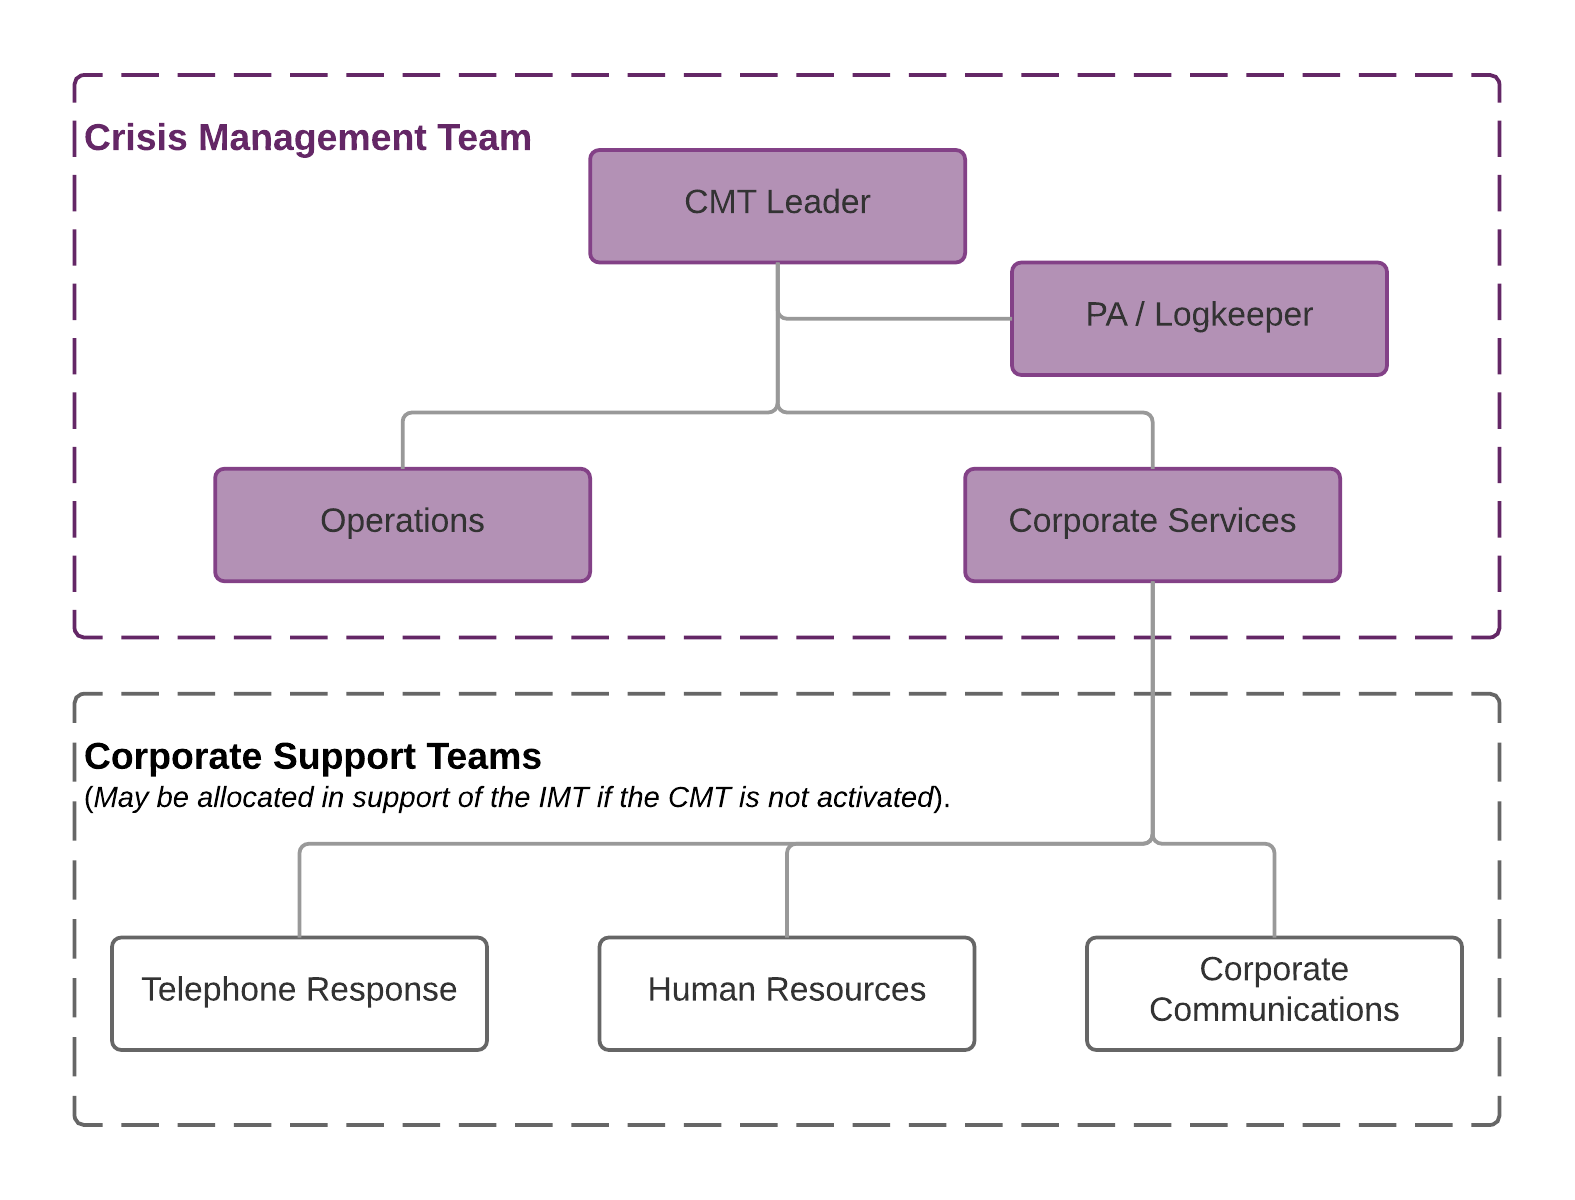 Crisis Management Team
CMT Leader
PA / Logkeeper
Operations
Corporate Services
Corporate Support Teams
(May be allocated in support of the IMT if the CMT is not activated).
Telephone Response
Human Resources
Corporate
Communications